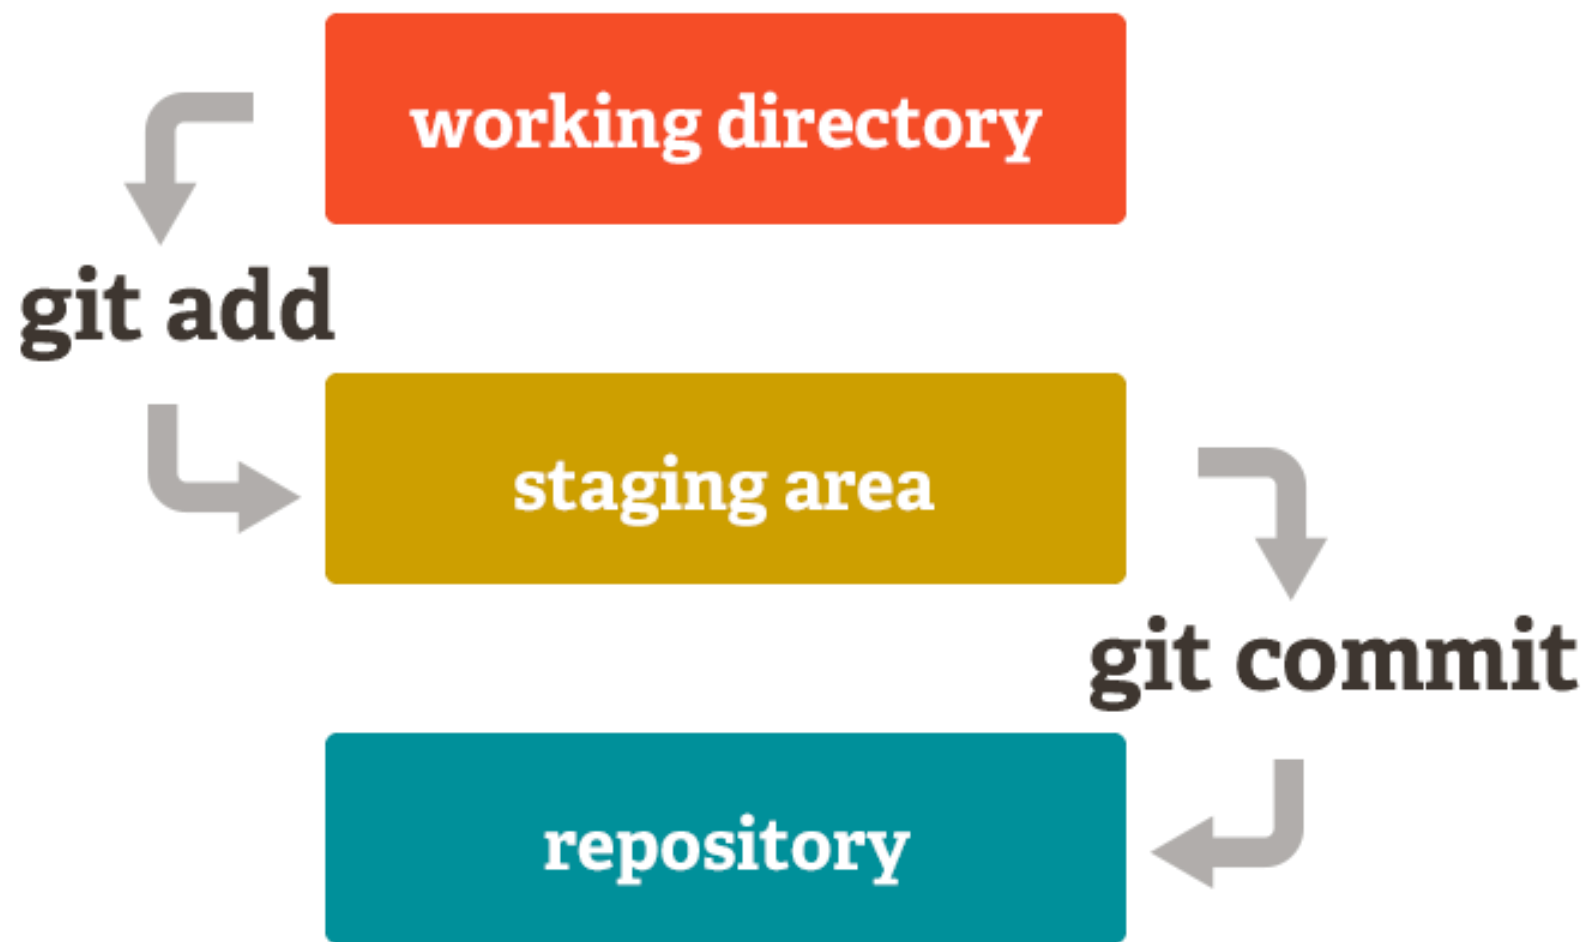 working directory
git add
staging area
git commit
repository